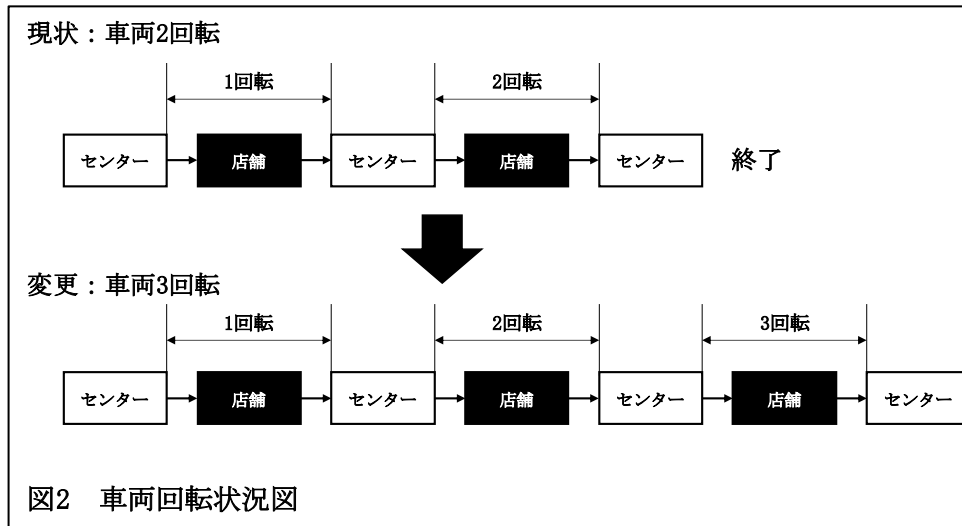 現状：車両2回転
1回転 2回転
センター 店舗 センター 店舗 センター 終了
変更：車両3回転
1回転 2回転 3回転
センター 店舗 センター 店舗 センター 店舗 センター
図2 車両回転状況図